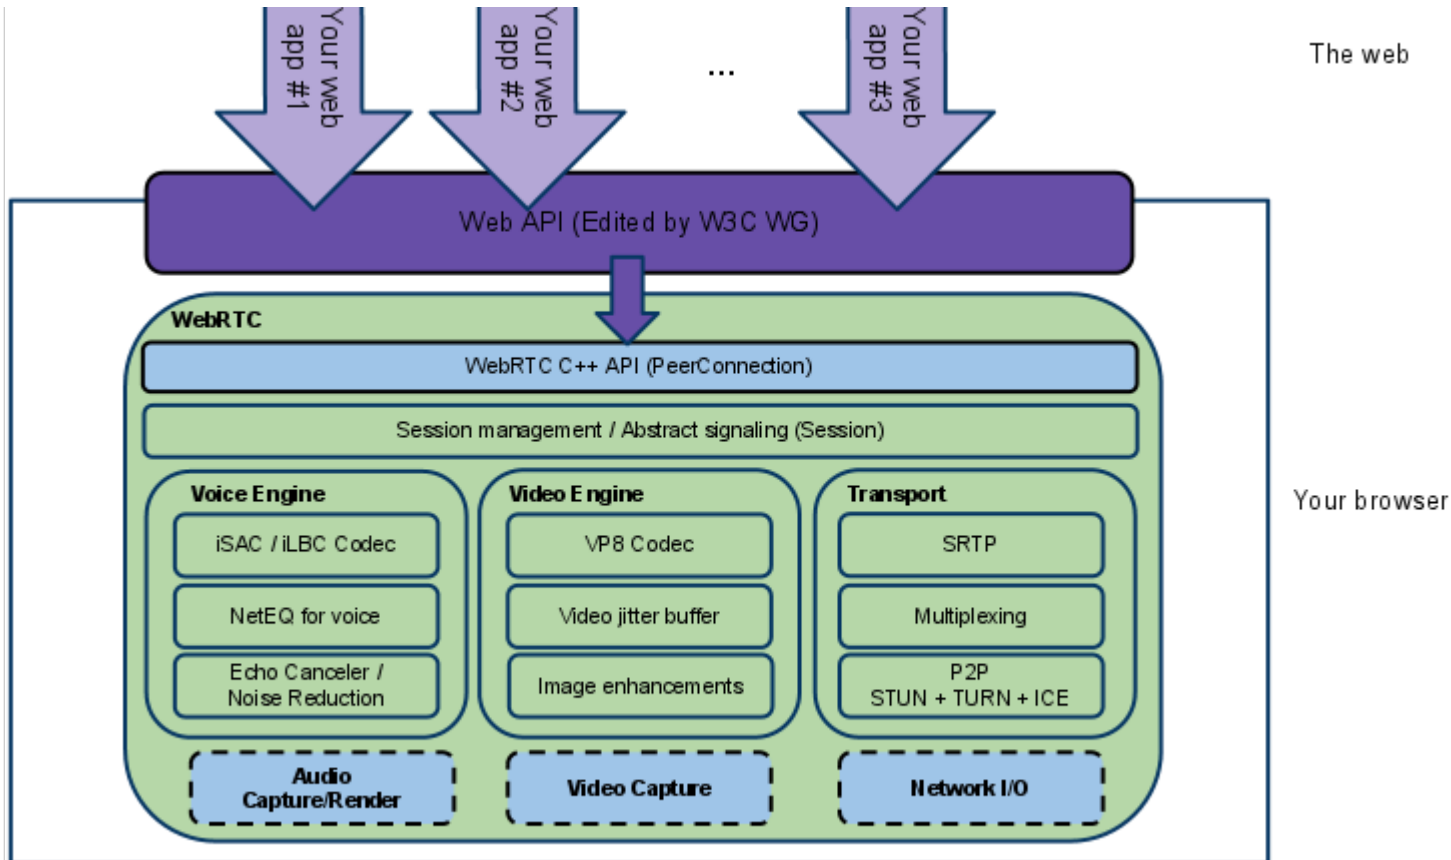 Your web
app #1
Your web
app #2
...
Your web
app #3
The web
Web API (Edited by W3C WG)
WebRTC
WebRTC C++ API (PeerConnection)
Session management / Abstract signaling (Session)
Your browser
Voice Engine
iSAC / iLBC Codec
NetEQ for voice
Echo Canceler /
Noise Reduction
Video Engine
VP8 Codec
Video jitter buffer
Image enhancements
Transport
SRTP
Multiplexing
P2P
STUN + TURN + ICE
Audio
Capture/Render
Video Capture
Network I/O